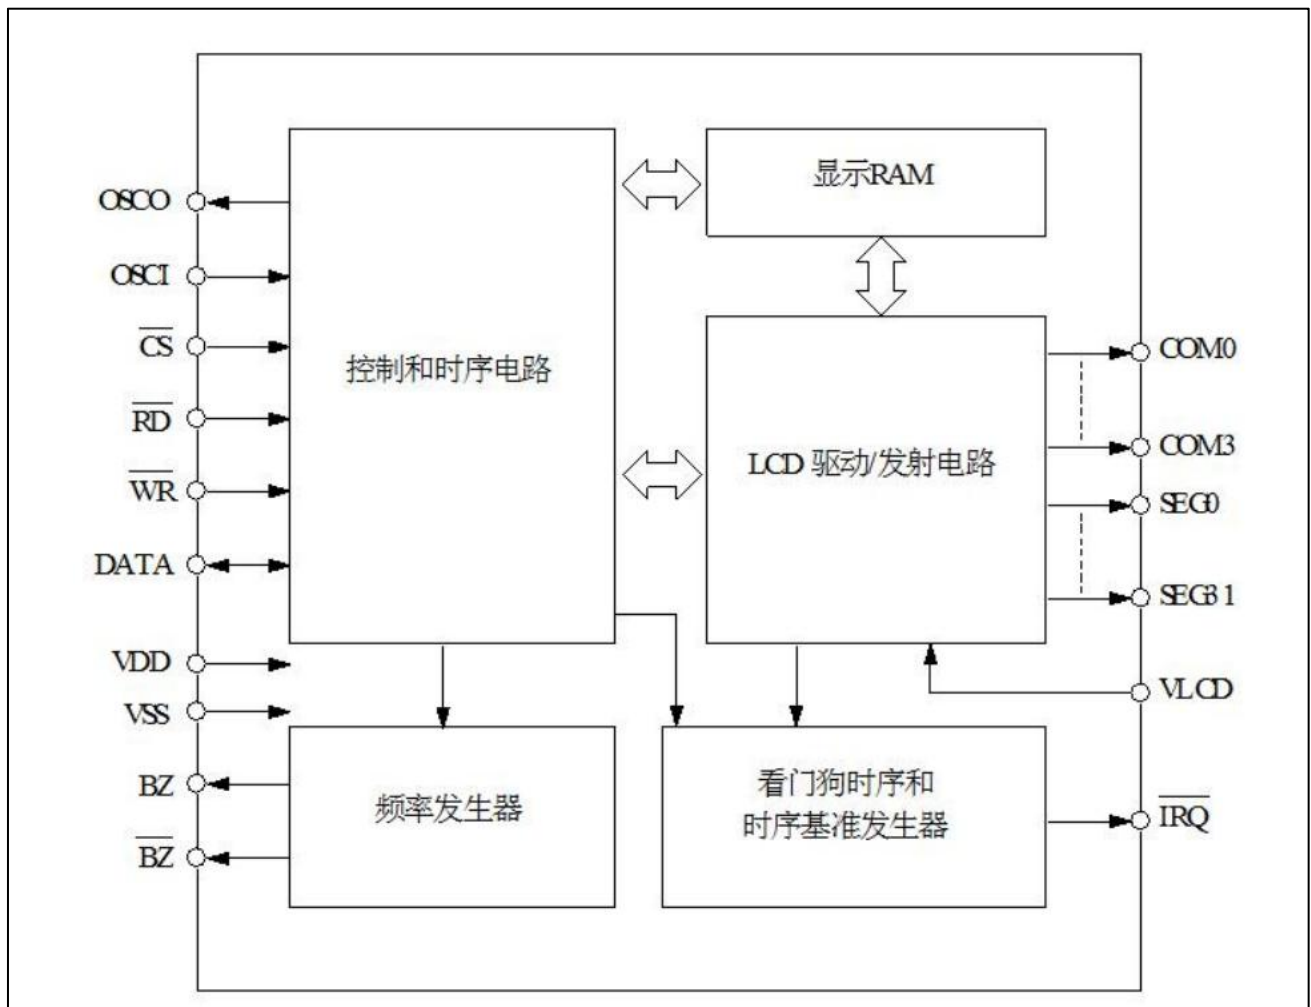 显示RAM
OSCO
OSCI
CS
控制和时序电路
COM0
RD
COM3
LCD 驱动/发射电路
WR
SEG0
DATA
SEG31
VDD
VLCD
VSS
BZ
频率发生器
看门狗时序和
时序基准发生器
IRQ
BZ